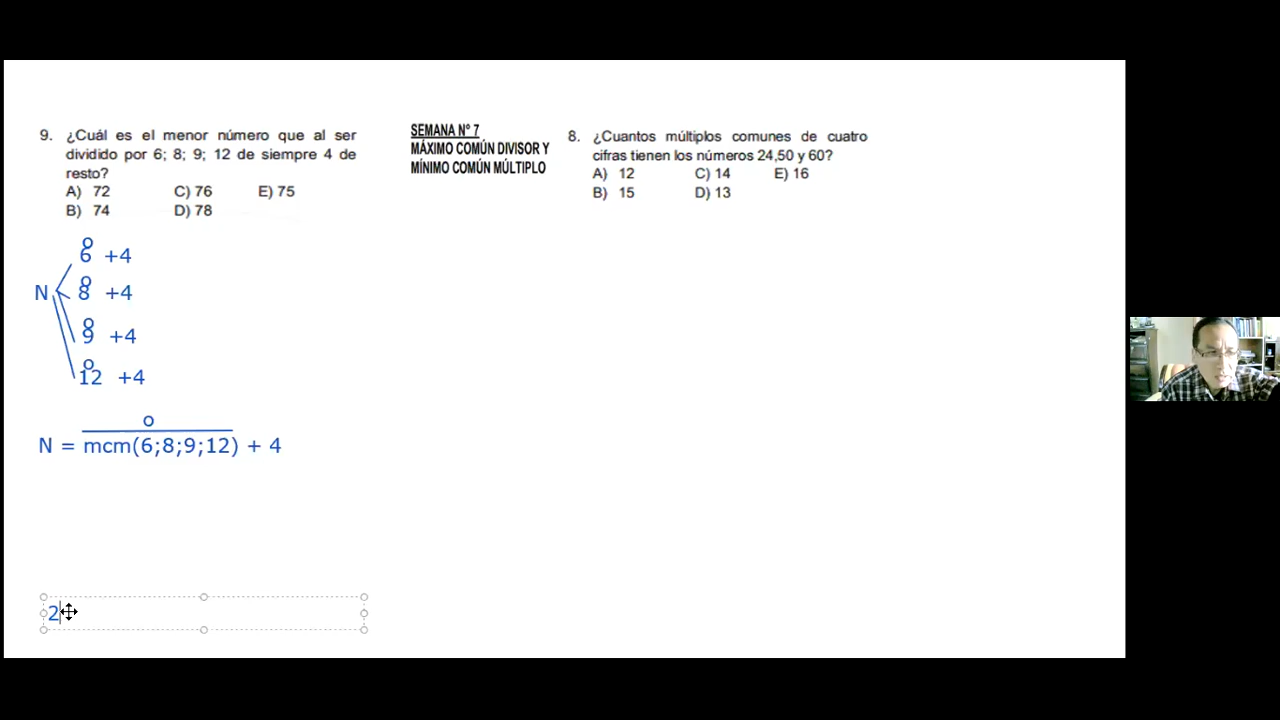 9. ¿Cuál es el menor número que al ser
dividido por 6; 8; 9; 12 de siempre 4 de
resto?
A) 72 C) 76 E) 75
B) 74 D) 78
SEMANA N° 7
MÁXIMO COMÚN DIVISOR Y
MÍNIMO COMÚN MÚLTIPLO
8. ¿Cuantos múltiplos comunes de cuatro
cifras tienen los números 24,50 y 60?
A) 12 C) 14 E) 16
B) 15 D) 13
o
6 +4
o
N 8 +4
o
9 +4
o
12 +4
o
N = mcm(6;8;9;12) + 4
2